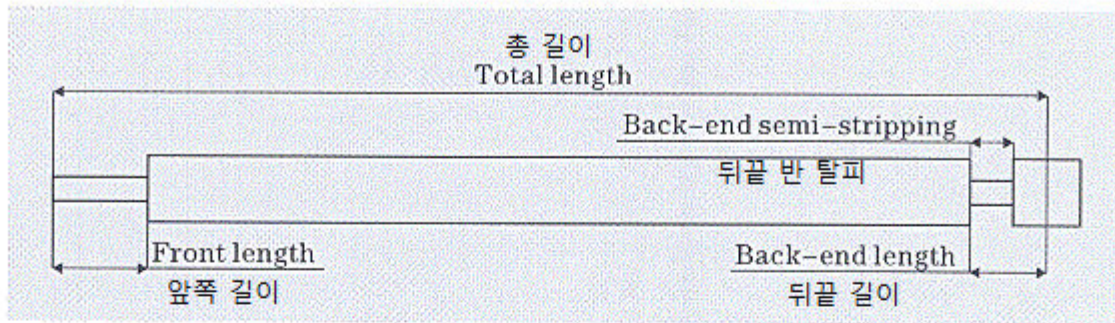 총 길이
Total length
Back-end semi-stripping
뒤끝 반 탈피
Front length
앞쪽 길이
Back-end length
뒤끝 길이